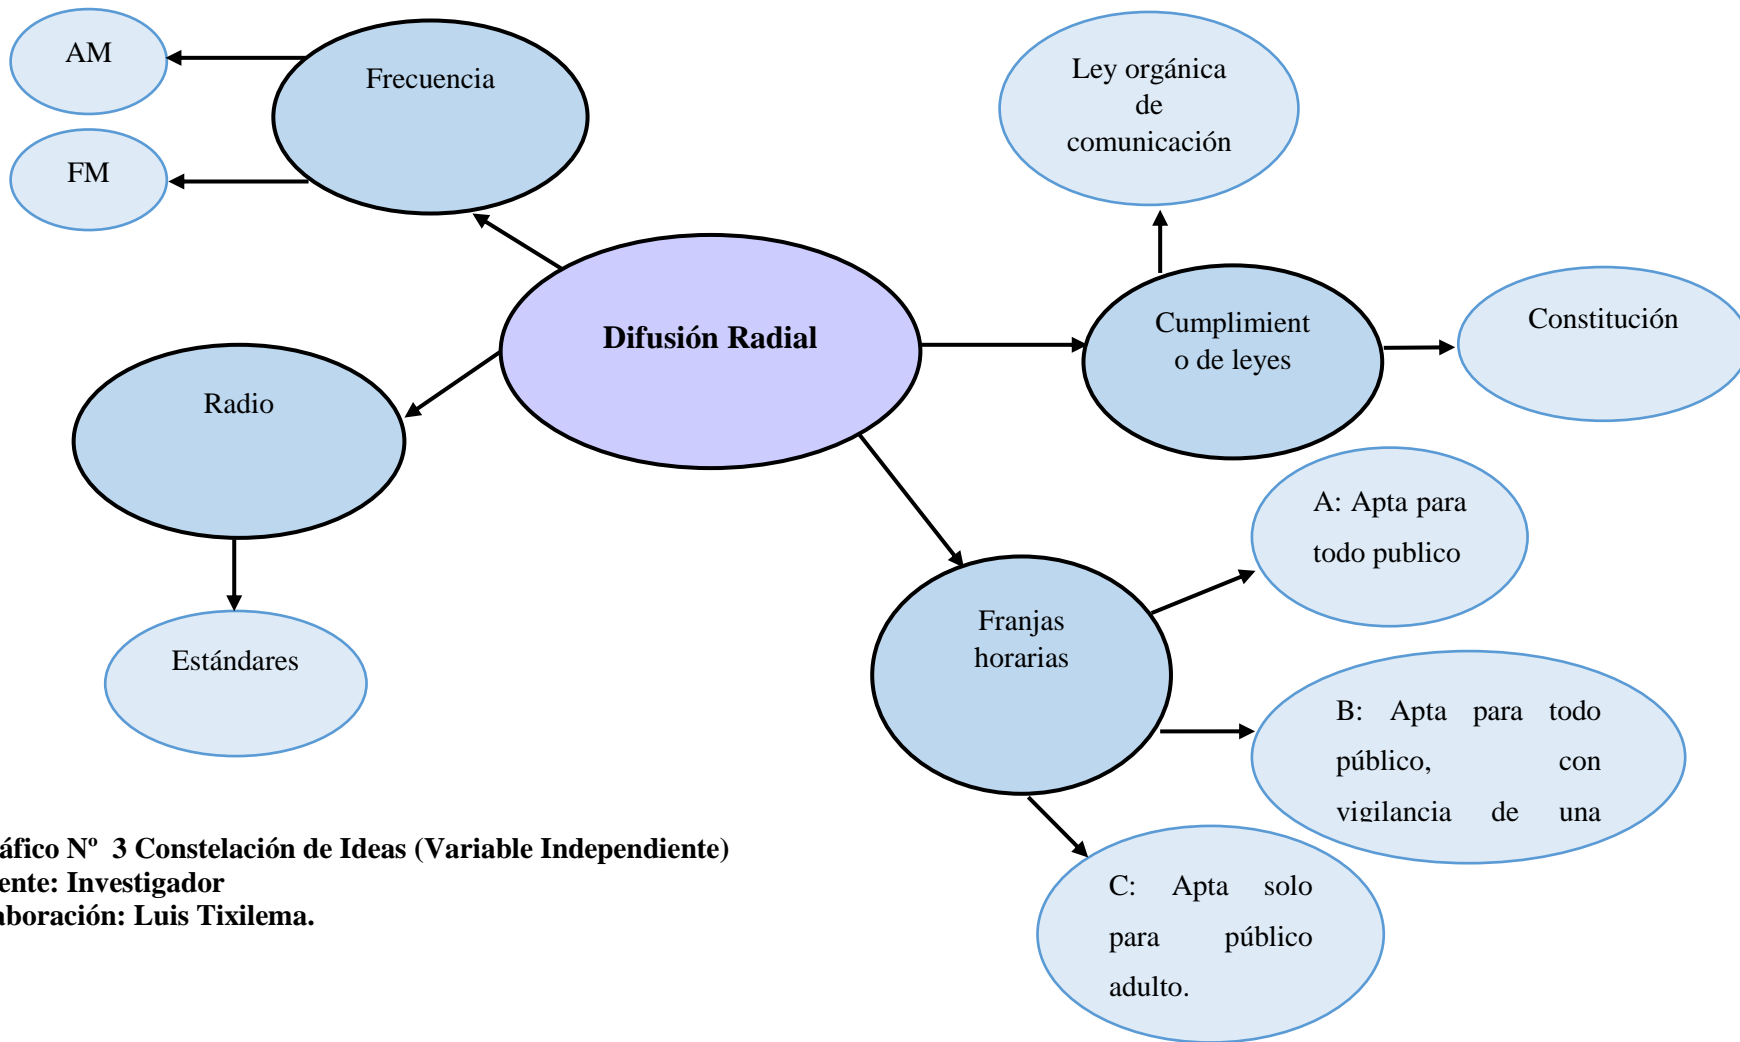 AM
FM
Frecuencia
Ley orgánica
de
comunicación
Difusión Radial
Cumplimient
o de leyes
Constitución
Radio
Estándares
Franjas
horarias
A: Apta para
todo publico
B: Apta para todo
público, con
vigilancia de una
C: Apta solo
para público
adulto.
áfico Nº 3 Constelación de Ideas (Variable Independiente)
ente: Investigador
aboración: Luis Tixilema.